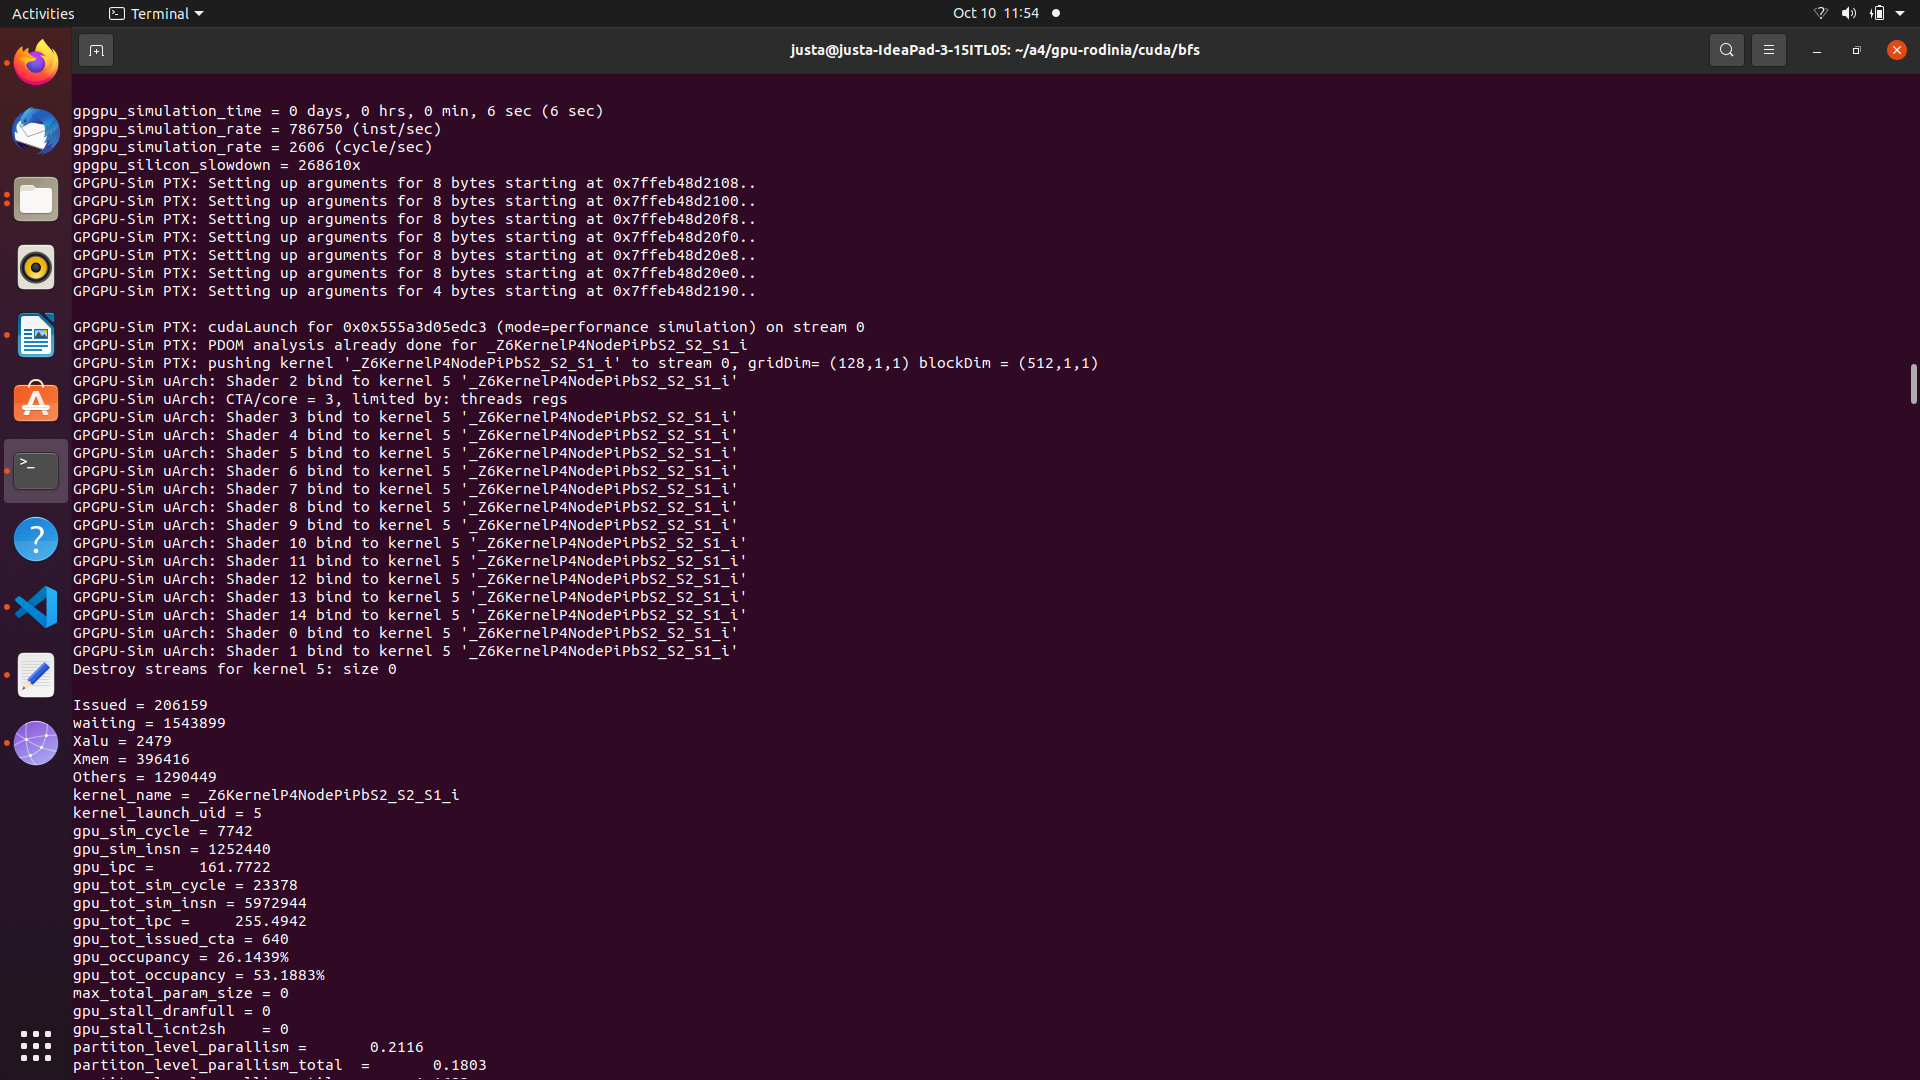 Activities
Terminal
Oct 10 11:54
justa@justa-IdeaPad-3-15ITL05: ~/a4/gpu-rodinia/cuda/bfs
gpgpu_simulation_time = 0 days, 0 hrs, 0 min, 6 sec (6 sec)
gpgpu_simulation_rate = 786750 (inst/sec)
gpgpu_simulation_rate = 2606 (cycle/sec)
gpgpu_silicon_slowdown = 268610x
GPGPU-Sim PTX: Setting up arguments for 8 bytes starting at 0x7ffeb48d2108..
GPGPU-Sim PTX: Setting up arguments for 8 bytes starting at 0x7ffeb48d2100..
GPGPU-Sim PTX: Setting up arguments for 8 bytes starting at 0x7ffeb48d20f8..
GPGPU-Sim PTX: Setting up arguments for 8 bytes starting at 0x7ffeb48d20f0..
GPGPU-Sim PTX: Setting up arguments for 8 bytes starting at 0x7ffeb48d20e8..
GPGPU-Sim PTX: Setting up arguments for 8 bytes starting at 0x7ffeb48d20e0..
GPGPU-Sim PTX: Setting up arguments for 4 bytes starting at 0x7ffeb48d2190..
GPGPU-Sim PTX: cudaLaunch for 0x0x555a3d05edc3 (mode=performance simulation) on stream 0
GPGPU-Sim PTX: PDOM analysis already done for _Z6KernelP4NodePiPbS2_S2_S1_i
GPGPU-Sim PTX: pushing kernel '_Z6KernelP4NodePiPbS2_S2_S1_i' to stream 0, gridDim= (128,1,1) blockDim = (512,1,1)
GPGPU-Sim uArch: Shader 2 bind to kernel 5 '_Z6KernelP4NodePiPbS2_S2_S1_i'
GPGPU-Sim uArch: CTA/core = 3, limited by: threads regs
GPGPU-Sim uArch: Shader 3 bind to kernel 5 '_Z6KernelP4NodePiPbS2_S2_S1_i'
GPGPU-Sim uArch: Shader 4 bind to kernel 5 '_Z6KernelP4NodePiPbS2_S2_S1_i'
GPGPU-Sim uArch: Shader 5 bind to kernel 5 '_Z6KernelP4NodePiPbS2_S2_S1_i'
GPGPU-Sim uArch: Shader 6 bind to kernel 5 '_Z6KernelP4NodePiPbS2_S2_S1_i'
GPGPU-Sim uArch: Shader 7 bind to kernel 5 '_Z6KernelP4NodePiPbS2_S2_S1_i'
GPGPU-Sim uArch: Shader 8 bind to kernel 5 '_Z6KernelP4NodePiPbS2_S2_S1_i'
GPGPU-Sim uArch: Shader 9 bind to kernel 5 '_Z6KernelP4NodePiPbS2_S2_S1_i'
GPGPU-Sim uArch: Shader 10 bind to kernel 5 '_Z6KernelP4NodePiPbS2_S2_S1_i'
GPGPU-Sim uArch: Shader 11 bind to kernel 5 '_Z6KernelP4NodePiPbS2_S2_S1_i'
GPGPU-Sim uArch: Shader 12 bind to kernel 5 '_Z6KernelP4NodePiPbS2_S2_S1_i'
GPGPU-Sim uArch: Shader 13 bind to kernel 5 '_Z6KernelP4NodePiPbS2_S2_S1_i'
GPGPU-Sim uArch: Shader 14 bind to kernel 5 '_Z6KernelP4NodePiPbS2_S2_S1_i'
GPGPU-Sim uArch: Shader 0 bind to kernel 5 '_Z6KernelP4NodePiPbS2_S2_S1_i'
GPGPU-Sim uArch: Shader 1 bind to kernel 5 '_Z6KernelP4NodePiPbS2_S2_S1_i'
Destroy streams for kernel 5: size 0
Issued = 206159
waiting = 1543899
Xalu = 2479
Xmem = 396416
Others = 1290449
kernel_name = _Z6KernelP4NodePiPbS2_S2_S1_i
kernel_launch_uid = 5
gpu_sim_cycle = 7742
gpu_sim_insn = 1252440
gpu_ipc =     161.7722
gpu_tot_sim_cycle = 23378
gpu_tot_sim_insn = 5972944
gpu_tot_ipc =     255.4942
gpu_tot_issued_cta = 640
gpu_occupancy = 26.1439%
gpu_tot_occupancy = 53.1883%
max_total_param_size = 0
gpu_stall_dramfull = 0
gpu_stall_icnt2sh    = 0
partiton_level_parallism =       0.2116
partiton_level_parallism_total  =       0.1803